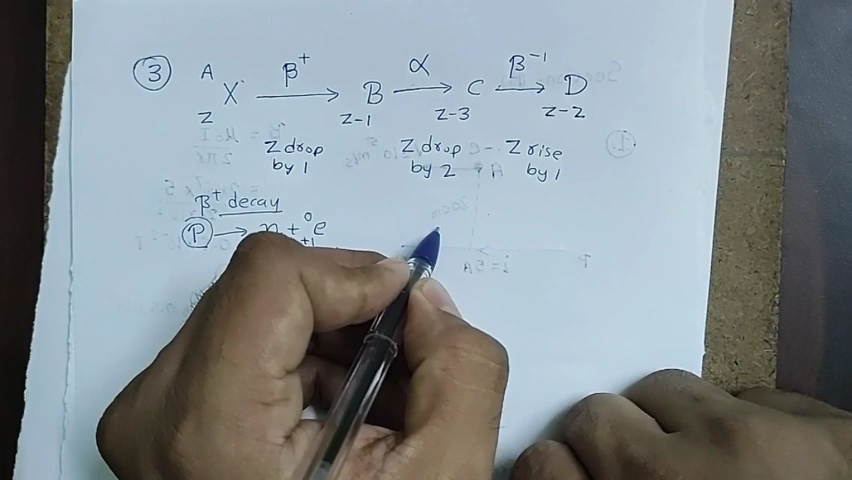 ③ A β⁺ α β⁻¹
X ⟶ B ⟶ C ⟶ D
Z Z-1 Z-3 Z-2
Z drop by 1 Z drop by 2 Z rise by 1
β⁺ decay
P ⟶ n + ⁰₊₁e